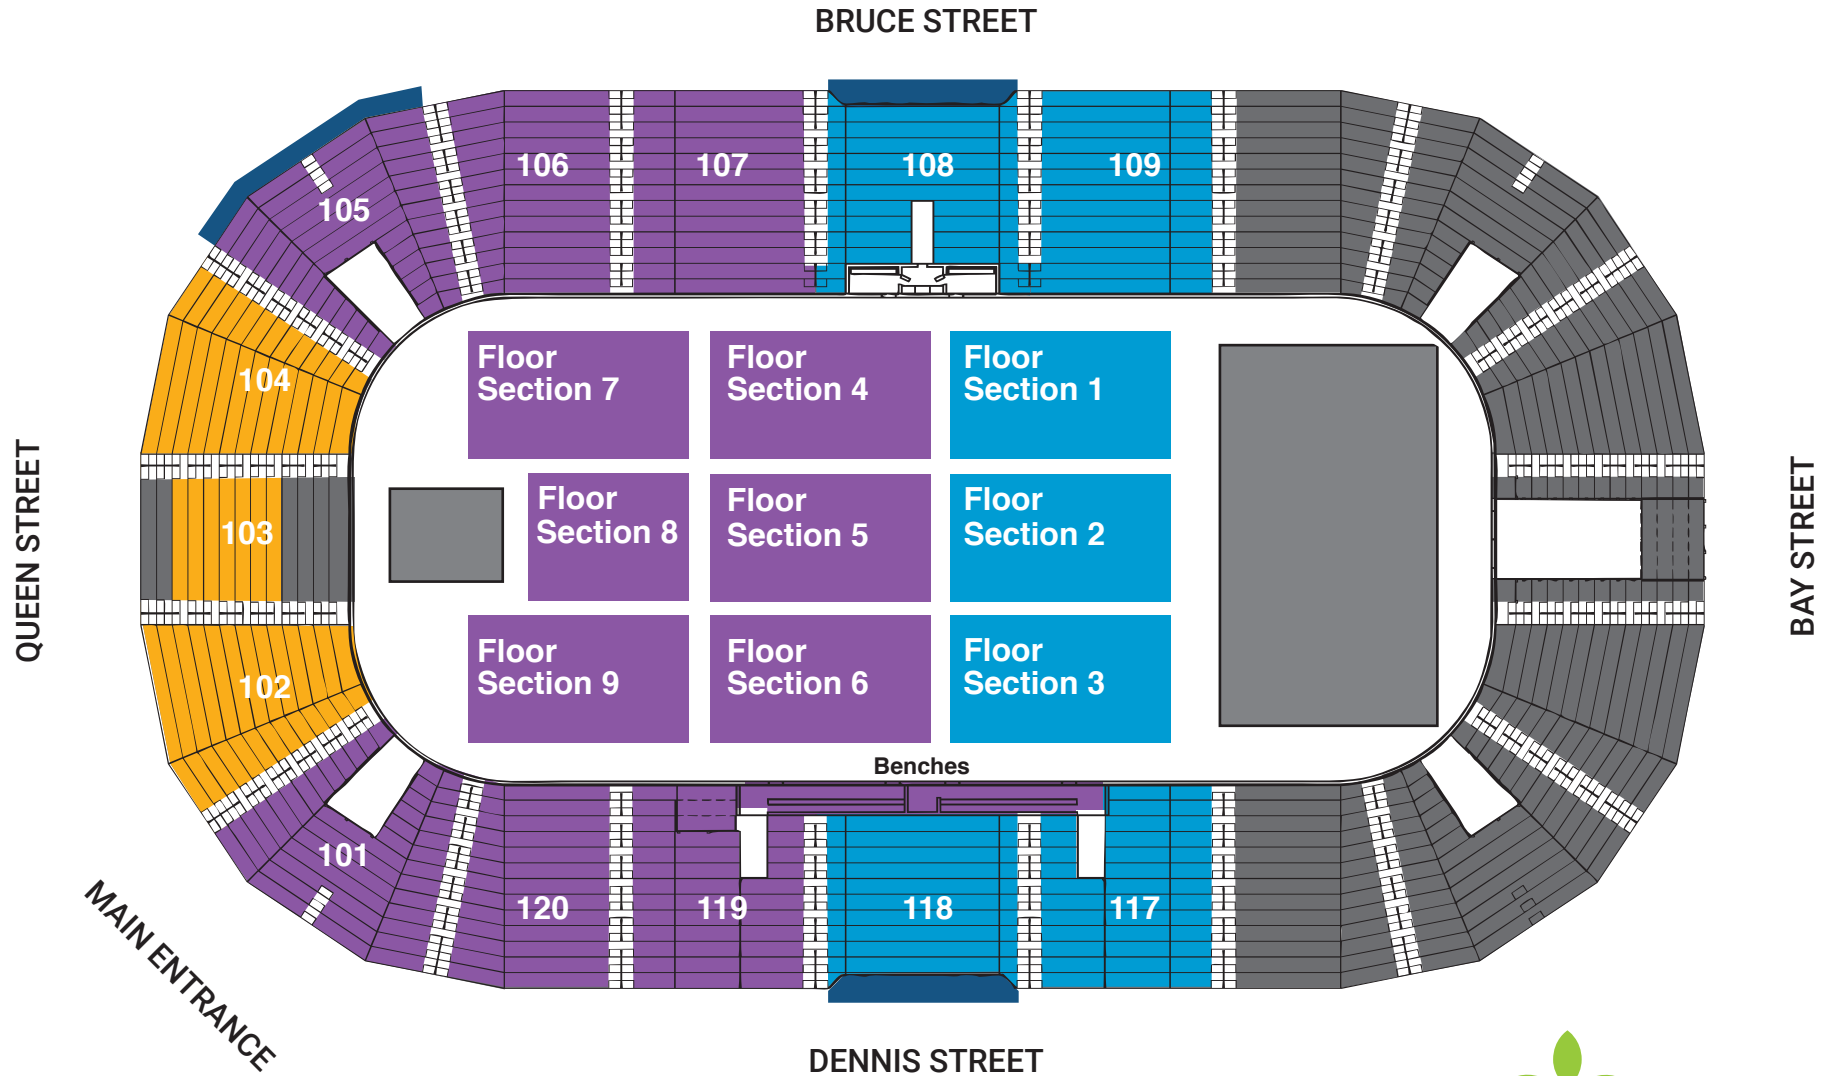 BRUCE STREET
106
107
108
109
105
104
103
102
101
120
119
118
117
Floor
Section 7
Floor
Section 4
Floor
Section 1
Floor
Section 8
Floor
Section 5
Floor
Section 2
Floor
Section 9
Floor
Section 6
Floor
Section 3
Benches
QUEEN STREET
BAY STREET
MAIN ENTRANCE
DENNIS STREET